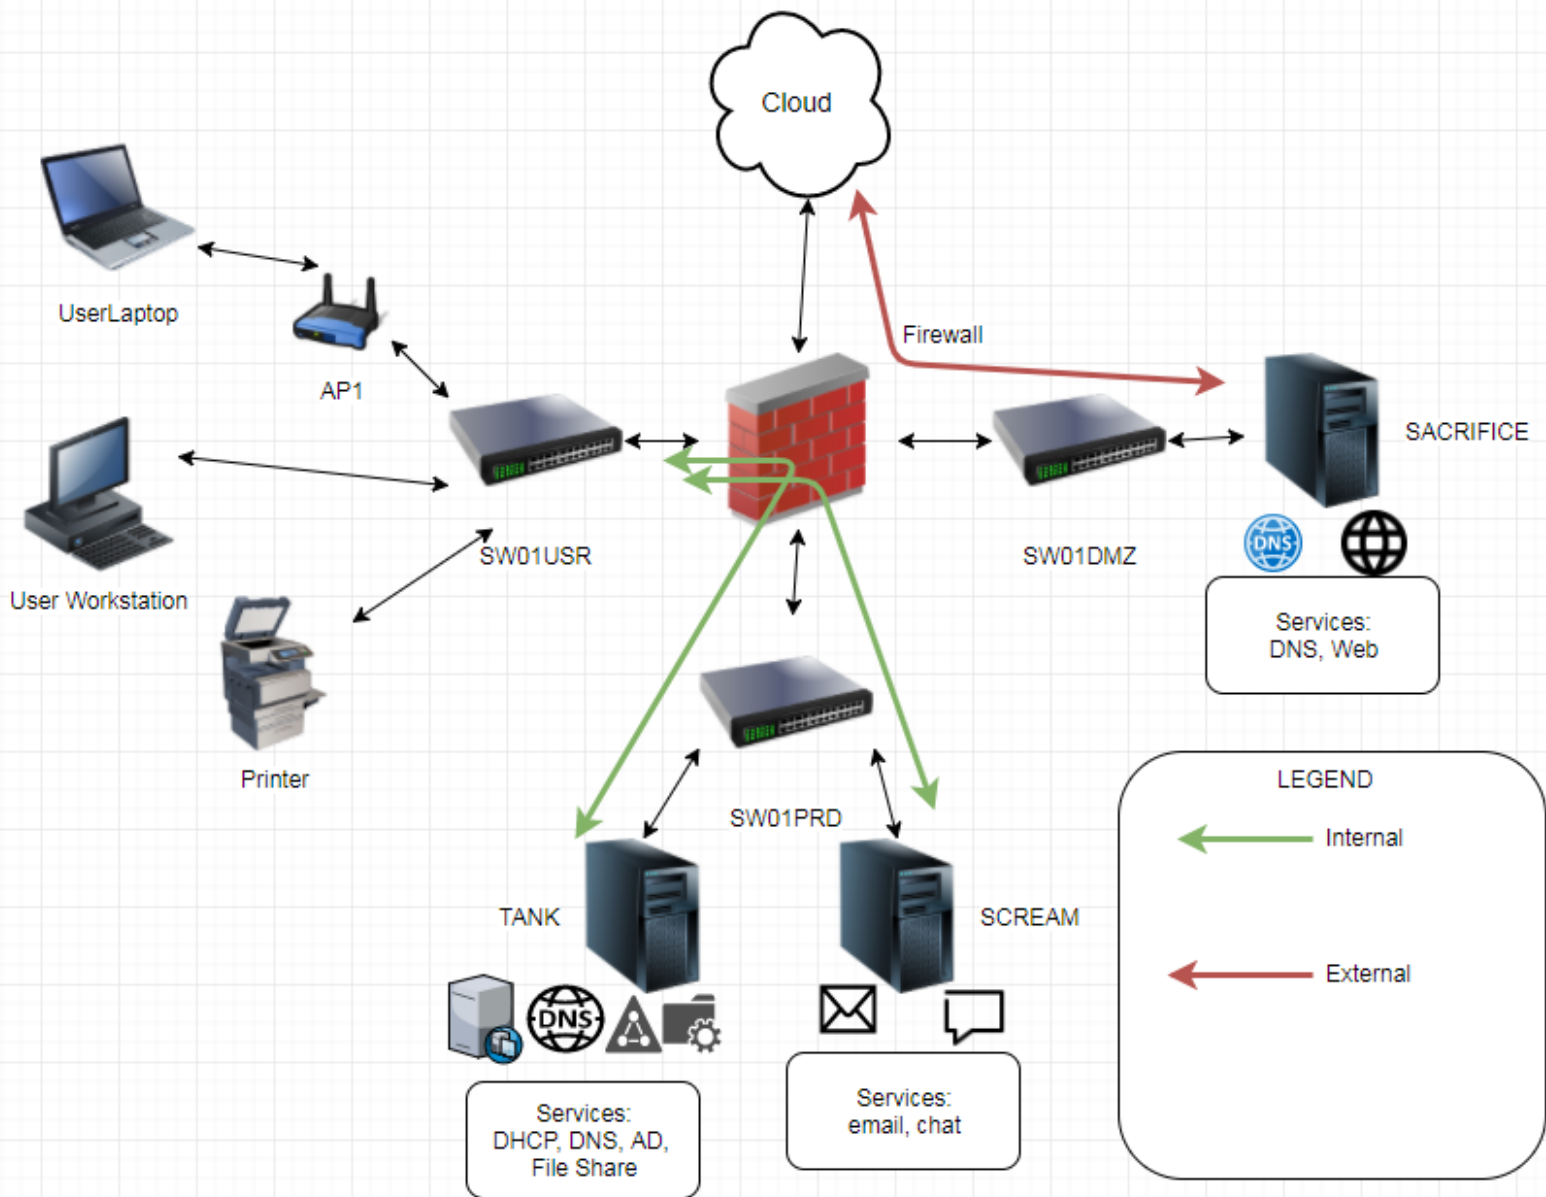 Cloud
UserLaptop
Firewall
AP1
SACRIFICE
SW01USR
SW01DMZ
DNS
User Workstation
Services:
DNS, Web
Printer
LEGEND
SW01PRD
Internal
TANK
SCREAM
External
DNS
Services:
DHCP, DNS, AD,
File Share
Services:
email, chat